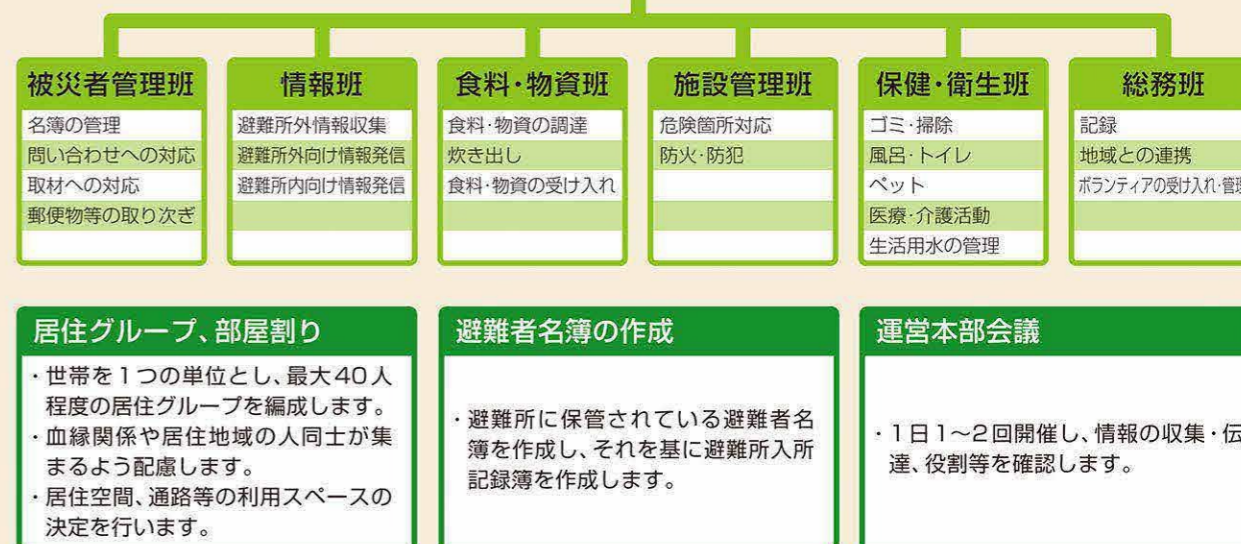 被災者管理班
名簿の管理
問い合わせへの対応
取材への対応
郵便物等の取り次ぎ
情報班
避難所外情報収集
避難所外向け情報発信
避難所内向け情報発信
食料・物資班
食料・物資の調達
炊き出し
食料・物資の受け入れ
施設管理班
危険箇所対応
防火・防犯
保健・衛生班
ゴミ・掃除
風呂・トイレ
ペット
医療・介護活動
生活用水の管理
総務班
記録
地域との連携
ボランティアの受け入れ・管理
居住グループ、部屋割り
・世帯を1つの単位とし、最大40人
程度の居住グループを編成します。
・血縁関係や居住地域の人同士が集
まるよう配慮します。
・居住空間、通路等の利用スペースの
決定を行います。
避難者名簿の作成
・避難所に保管されている避難者名
簿を作成し、それを基に避難所入所
記録簿を作成します。
運営本部会議
・1日1～2回開催し、情報の収集・伝
達、役割等を確認します。